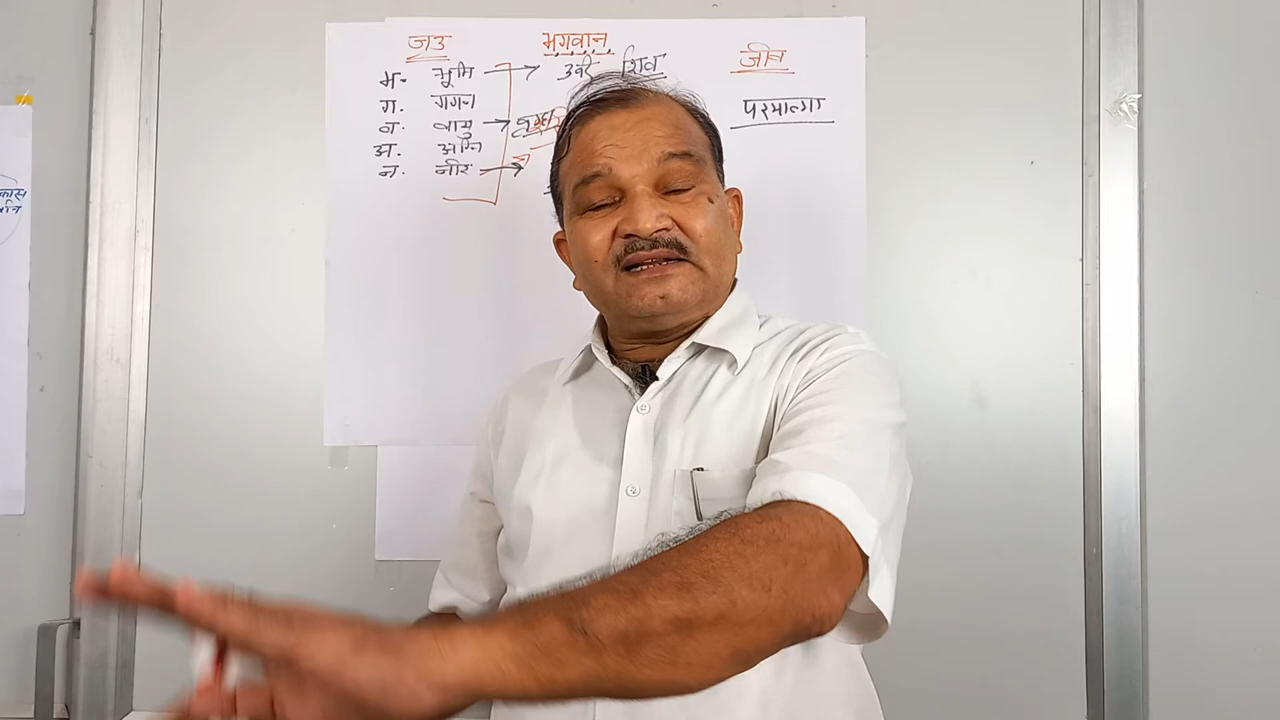 जड
भगवान
भ. भूमि
ग. गगन
व. वायु
अ. अग्नि
न. नीर
शिव
जीव
परमात्मा